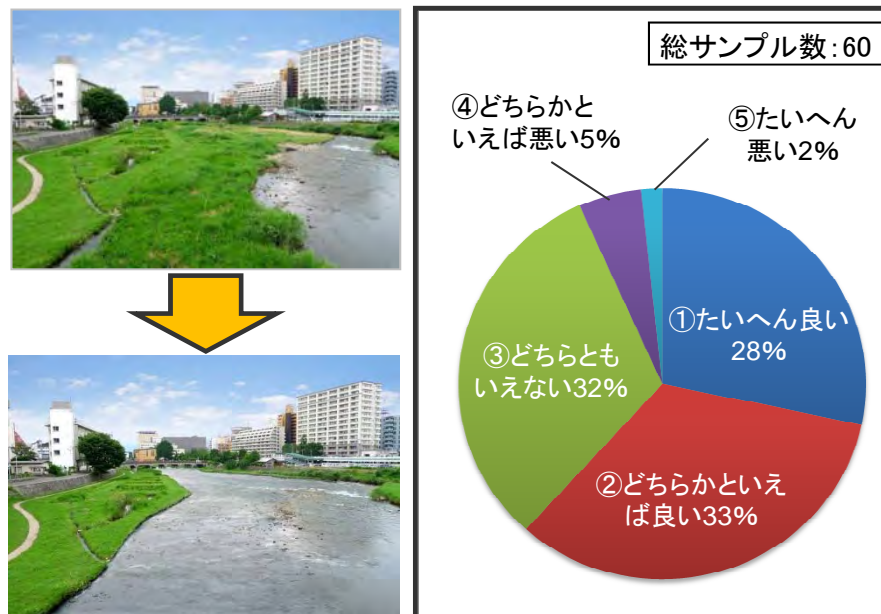 総サンプル数：60
④どちらかと
いえば悪い5%
⑤たいへん
悪い2%
①たいへん良い
28%
③どちらとも
いえない32%
②どちらかといえ
ば良い33%